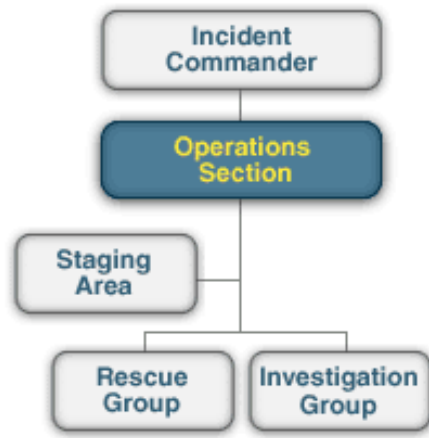 Incident
Commander
Operations
Section
Staging
Area
Rescue
Group
Investigation
Group